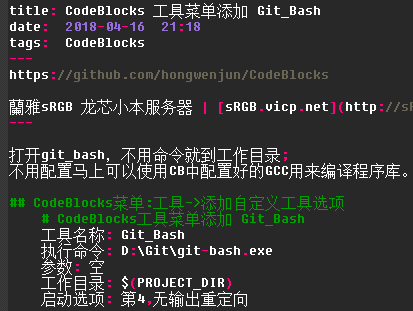 title: CodeBlocks 工具菜单添加 Git_Bash
date: 2018-04-16 21:18
tags: CodeBlocks
---
https://github.com/hongwenjun/CodeBlocks
蘭雅sRGB 龙芯小本服务器 | [sRGB.vicp.net](http://sR
---
打开git_bash, 不用命令就到工作目录;
不用配置马上可以使用CB中配置好的GCC用来编译程序库。
## CodeBlocks菜单:工具->添加自定义工具选项
# CodeBlocks工具菜单添加 Git_Bash
工具名称: Git_Bash
执行命令: D:\Git\git-bash.exe
参数: 空
工作目录: $(PROJECT_DIR)
启动选项: 第4,无输出重定向